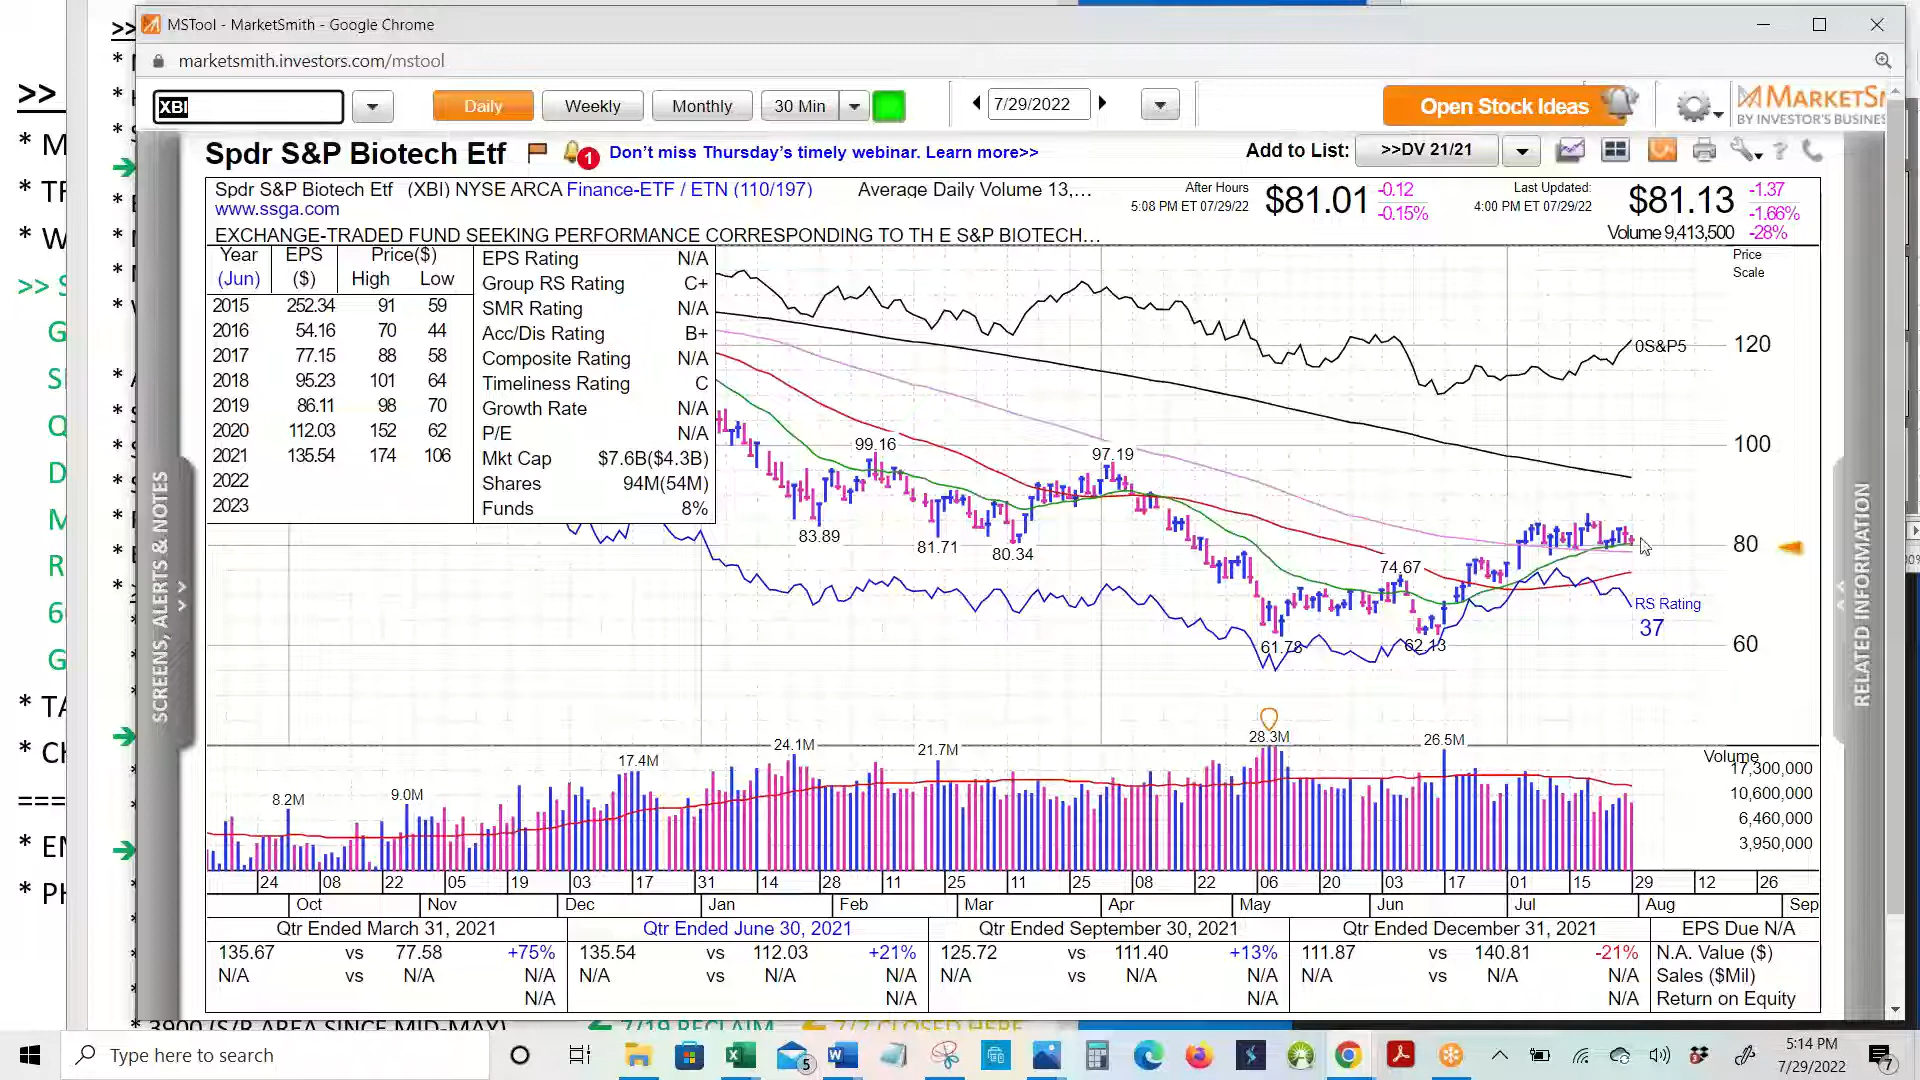 MSTool - MarketSmith - Google Chrome
marketsmith.investors.com/mstool
XBI
Daily
Weekly
Monthly
30 Min
7/29/2022
Open Stock Ideas
MARKETSM
BY INVESTOR'S BUSINES
Spdr S&P Biotech Etf
1
Don't miss Thursday's timely webinar. Learn more>>
Add to List:
>>DV 21/21
Spdr S&P Biotech Etf (XBI) NYSE ARCA Finance-ETF / ETN (110/197) Average Daily Volume 13,...
www.ssga.com
EXCHANGE-TRADED FUND SEEKING PERFORMANCE CORRESPONDING TO TH E S&P BIOTECH...
After Hours
5:08 PM ET 07/29/22
$81.01
-0.12
-0.15%
Last Updated:
4:00 PM ET 07/29/22
$81.13
-1.37
-1.66%
Volume 9,413,500 -28%
Year EPS Price($)
(Jun) ($) High Low
2015 252.34 91 59
2016 54.16 70 44
2017 77.15 88 58
2018 95.23 101 64
2019 86.11 98 70
2020 112.03 152 62
2021 135.54 174 106
2022
2023
EPS Rating N/A
Group RS Rating C+
SMR Rating N/A
Acc/Dis Rating B+
Composite Rating N/A
Timeliness Rating C
Growth Rate N/A
P/E N/A
Mkt Cap $7.6B($4.3B)
Shares 94M(54M)
Funds 8%
Price
Scale
120
100
80
60
0S&P5
99.16
97.19
83.89
81.71
80.34
74.67
61.78
62.13
RS Rating
37
SCREENS, ALERTS & NOTES
RELATED INFORMATION
Volume
17,300,000
10,600,000
6,460,000
3,950,000
8.2M
9.0M
17.4M
24.1M
21.7M
28.3M
26.5M
24 08 22 05 19 03 17 31 14 28 11 25 11 25 08 22 06 20 03 17 01 15 29 12 26
Oct Nov Dec Jan Feb Mar Apr May Jun Jul Aug Sep
Qtr Ended March 31, 2021 Qtr Ended June 30, 2021 Qtr Ended September 30, 2021 Qtr Ended December 31, 2021 EPS Due N/A
135.67 vs 77.58 +75% 135.54 vs 112.03 +21% 125.72 vs 111.40 +13% 111.87 vs 140.81 -21% N.A. Value ($)
N/A vs N/A N/A N/A vs N/A N/A N/A vs N/A N/A N/A vs N/A N/A Sales ($Mil)
N/A N/A N/A N/A Return on Equity
* 3900 (S/R AREA SINCE MID-MAY) 7/19 RECLAIM 7/7 CLOSED HERE
Type here to search
5
5:14 PM
7/29/2022
7